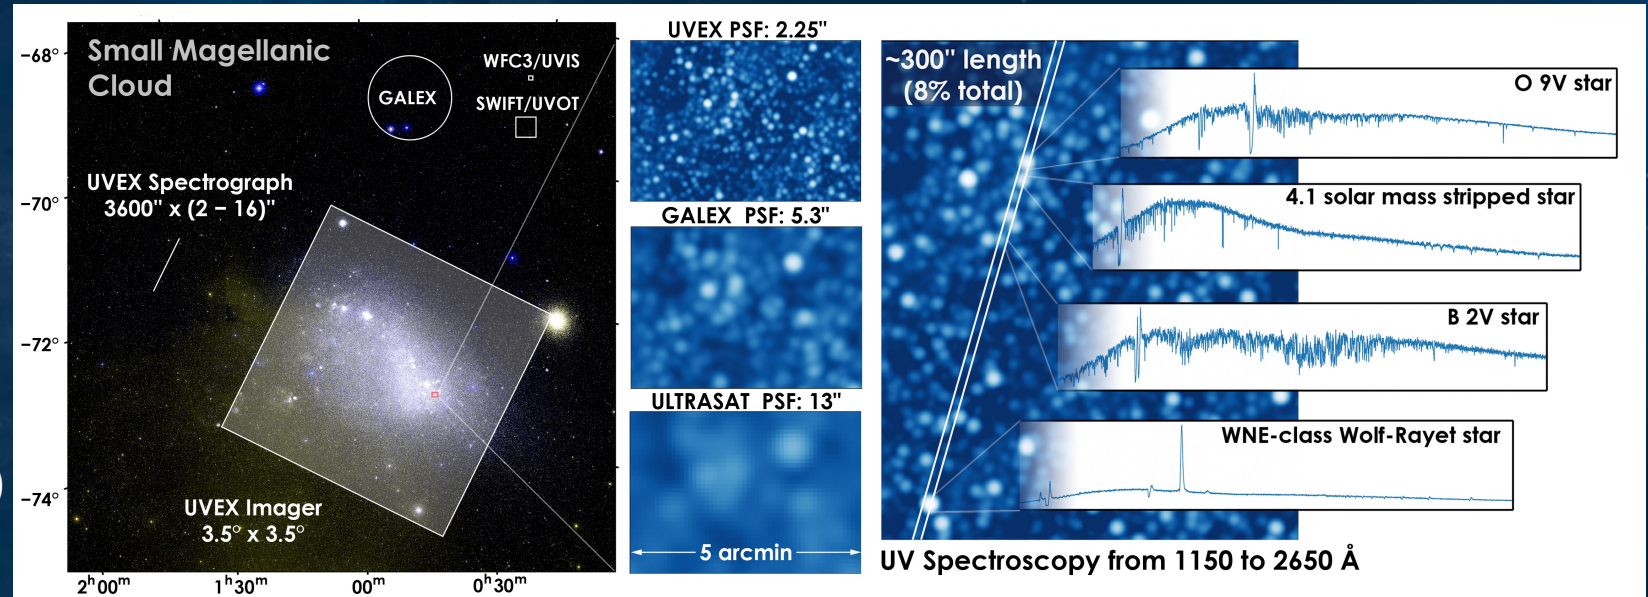 Small Magellanic
Cloud
GALEX
WFC3/UVIS
SWIFT/UVOT
UVEX Spectrograph
3600" x (2 – 16)"
UVEX Imager
3.5° x 3.5°
−68°
−70°
−72°
−74°
2ʰ00ᵐ
1ʰ30ᵐ
00ᵐ
0ʰ30ᵐ
UVEX PSF: 2.25"
GALEX PSF: 5.3"
ULTRASAT PSF: 13"
5 arcmin
~300" length
(8% total)
O 9V star
4.1 solar mass stripped star
B 2V star
WNE-class Wolf-Rayet star
UV Spectroscopy from 1150 to 2650 Å